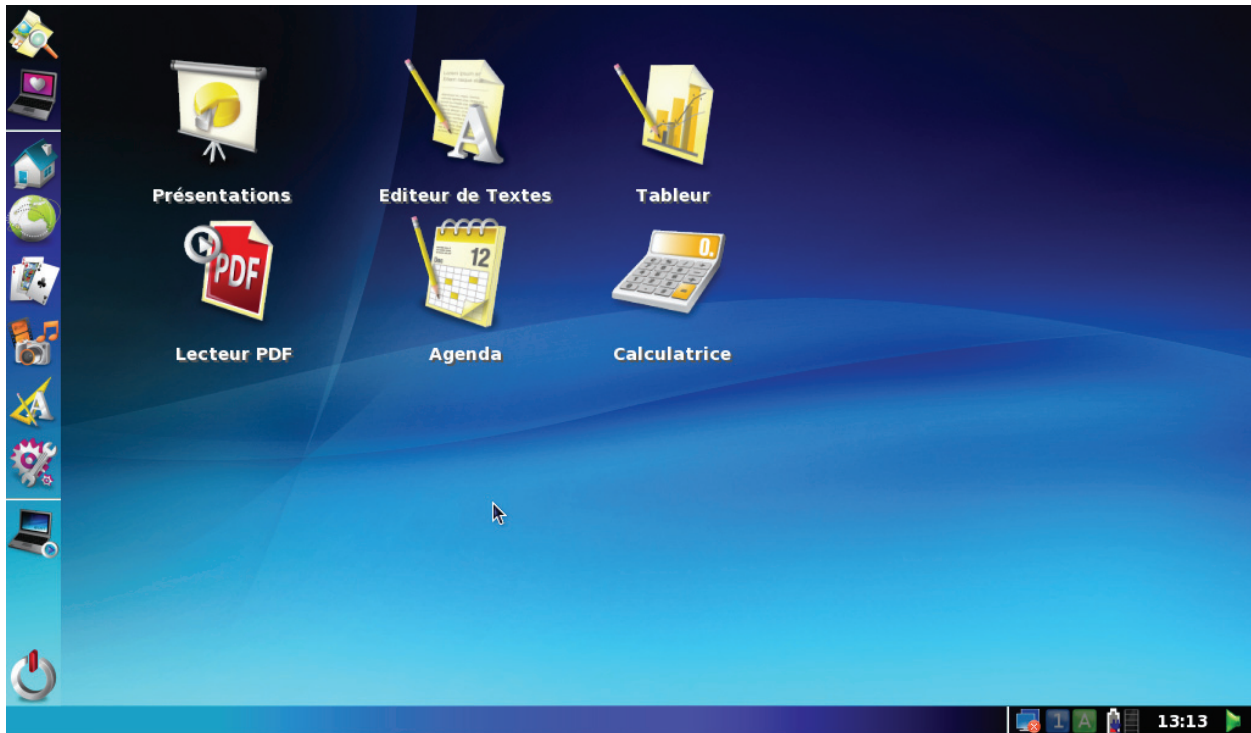 Présentations
Editeur de Textes
Tableur
PDF
12
0.
Lecteur PDF
Agenda
Calculatrice
A
1 A
13:13